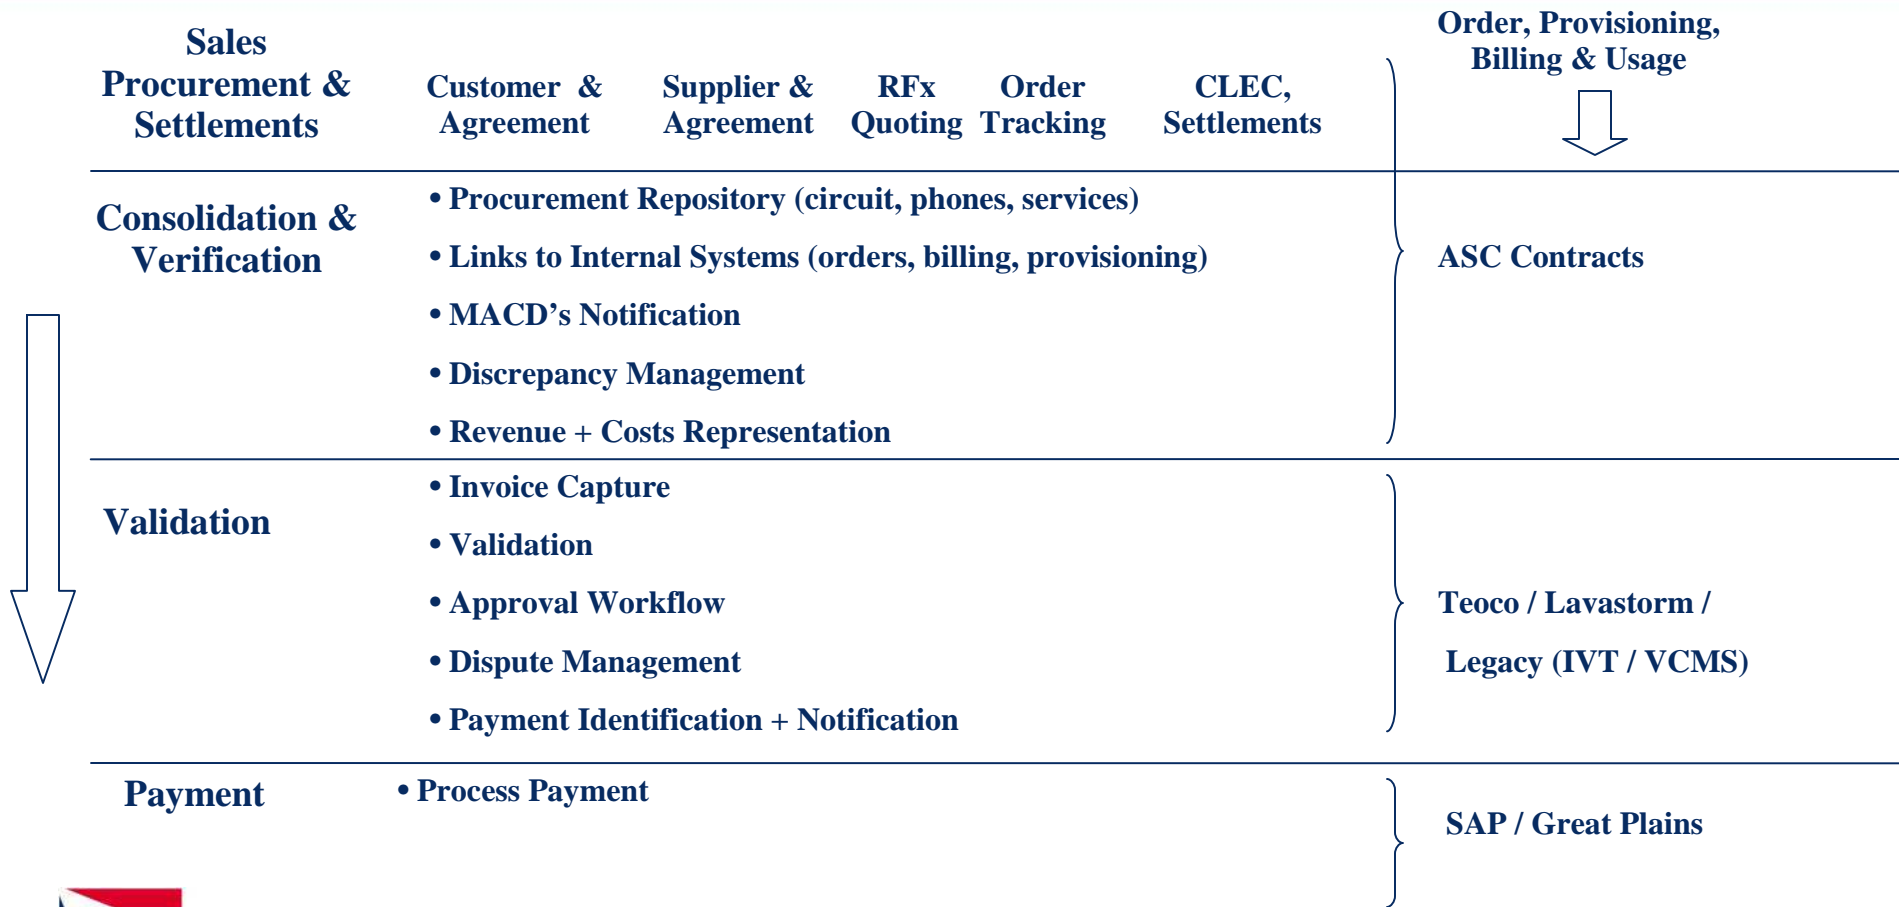 Sales
Procurement &
Settlements
Customer &
Agreement
Supplier &
Agreement
RFx
Quoting
Order
Tracking
CLEC,
Settlements
Order, Provisioning,
Billing & Usage
Consolidation &
Verification
• Procurement Repository (circuit, phones, services)
• Links to Internal Systems (orders, billing, provisioning)
• MACD's Notification
• Discrepancy Management
• Revenue + Costs Representation
ASC Contracts
Validation
• Invoice Capture
• Validation
• Approval Workflow
• Dispute Management
• Payment Identification + Notification
Teoco / Lavastorm /
Legacy (IVT / VCMS)
Payment
• Process Payment
SAP / Great Plains